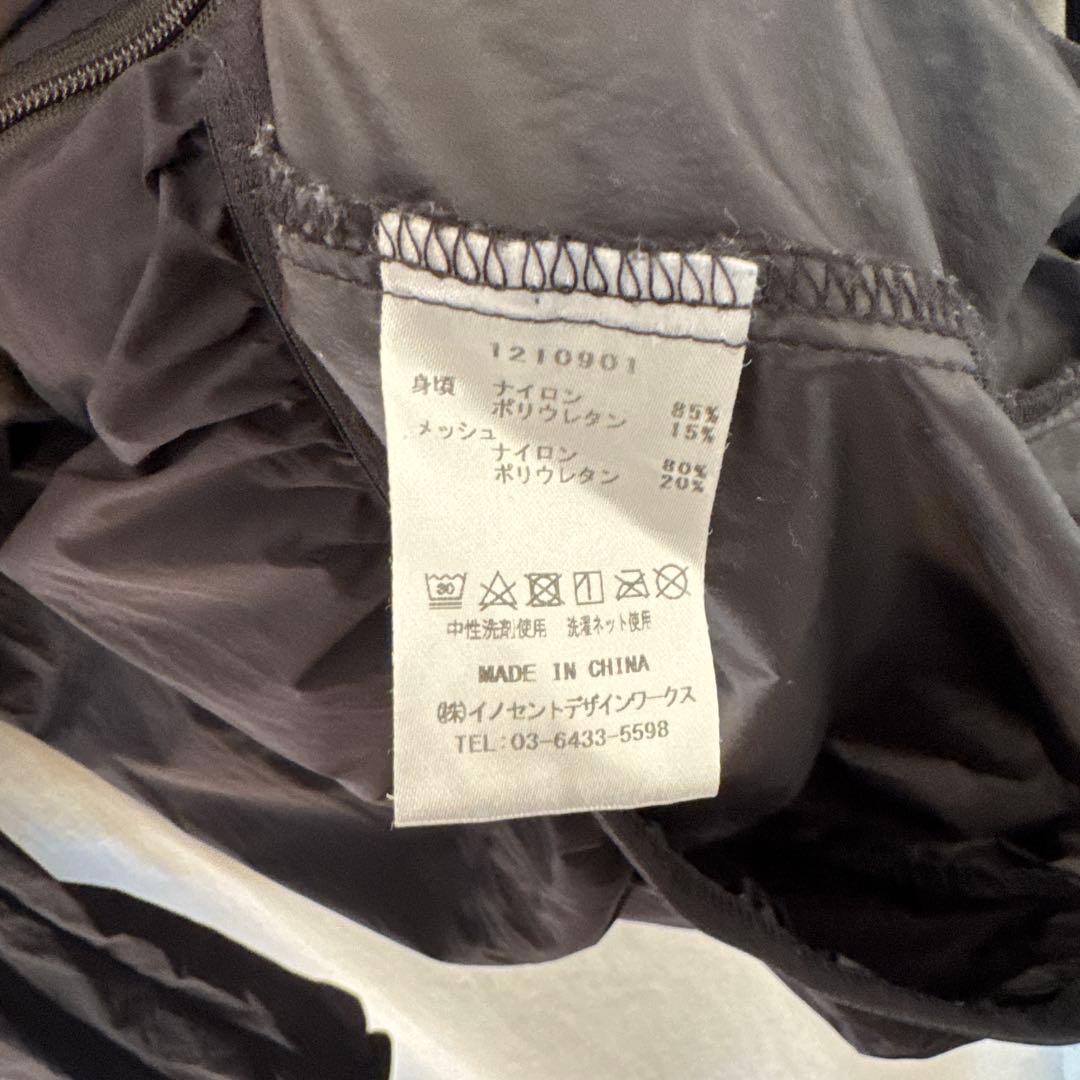 1210901
身頃 ナイロン 85%
ポリウレタン 15%
メッシュ
ナイロン 80%
ポリウレタン 20%
30
中性洗剤使用 洗濯ネット使用
MADE IN CHINA
㈱イノセントデザインワークス
TEL:03-6433-5598